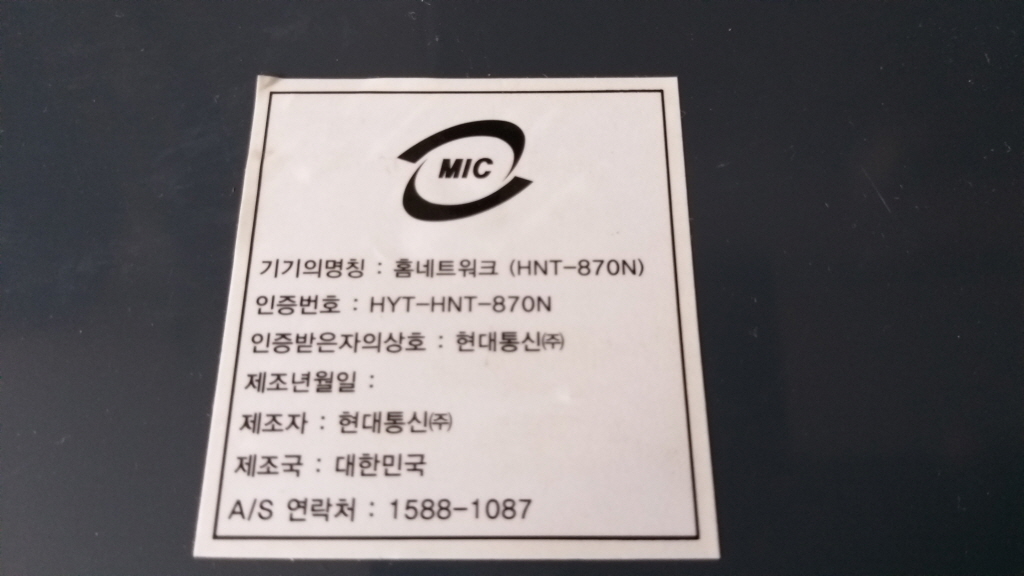 MIC
기기의명칭 : 홈네트워크 (HNT-870N)
인증번호 : HYT-HNT-870N
인증받은자의상호 : 현대통신㈜
제조년월일 :
제조자 : 현대통신㈜
제조국 : 대한민국
A/S 연락처 : 1588-1087